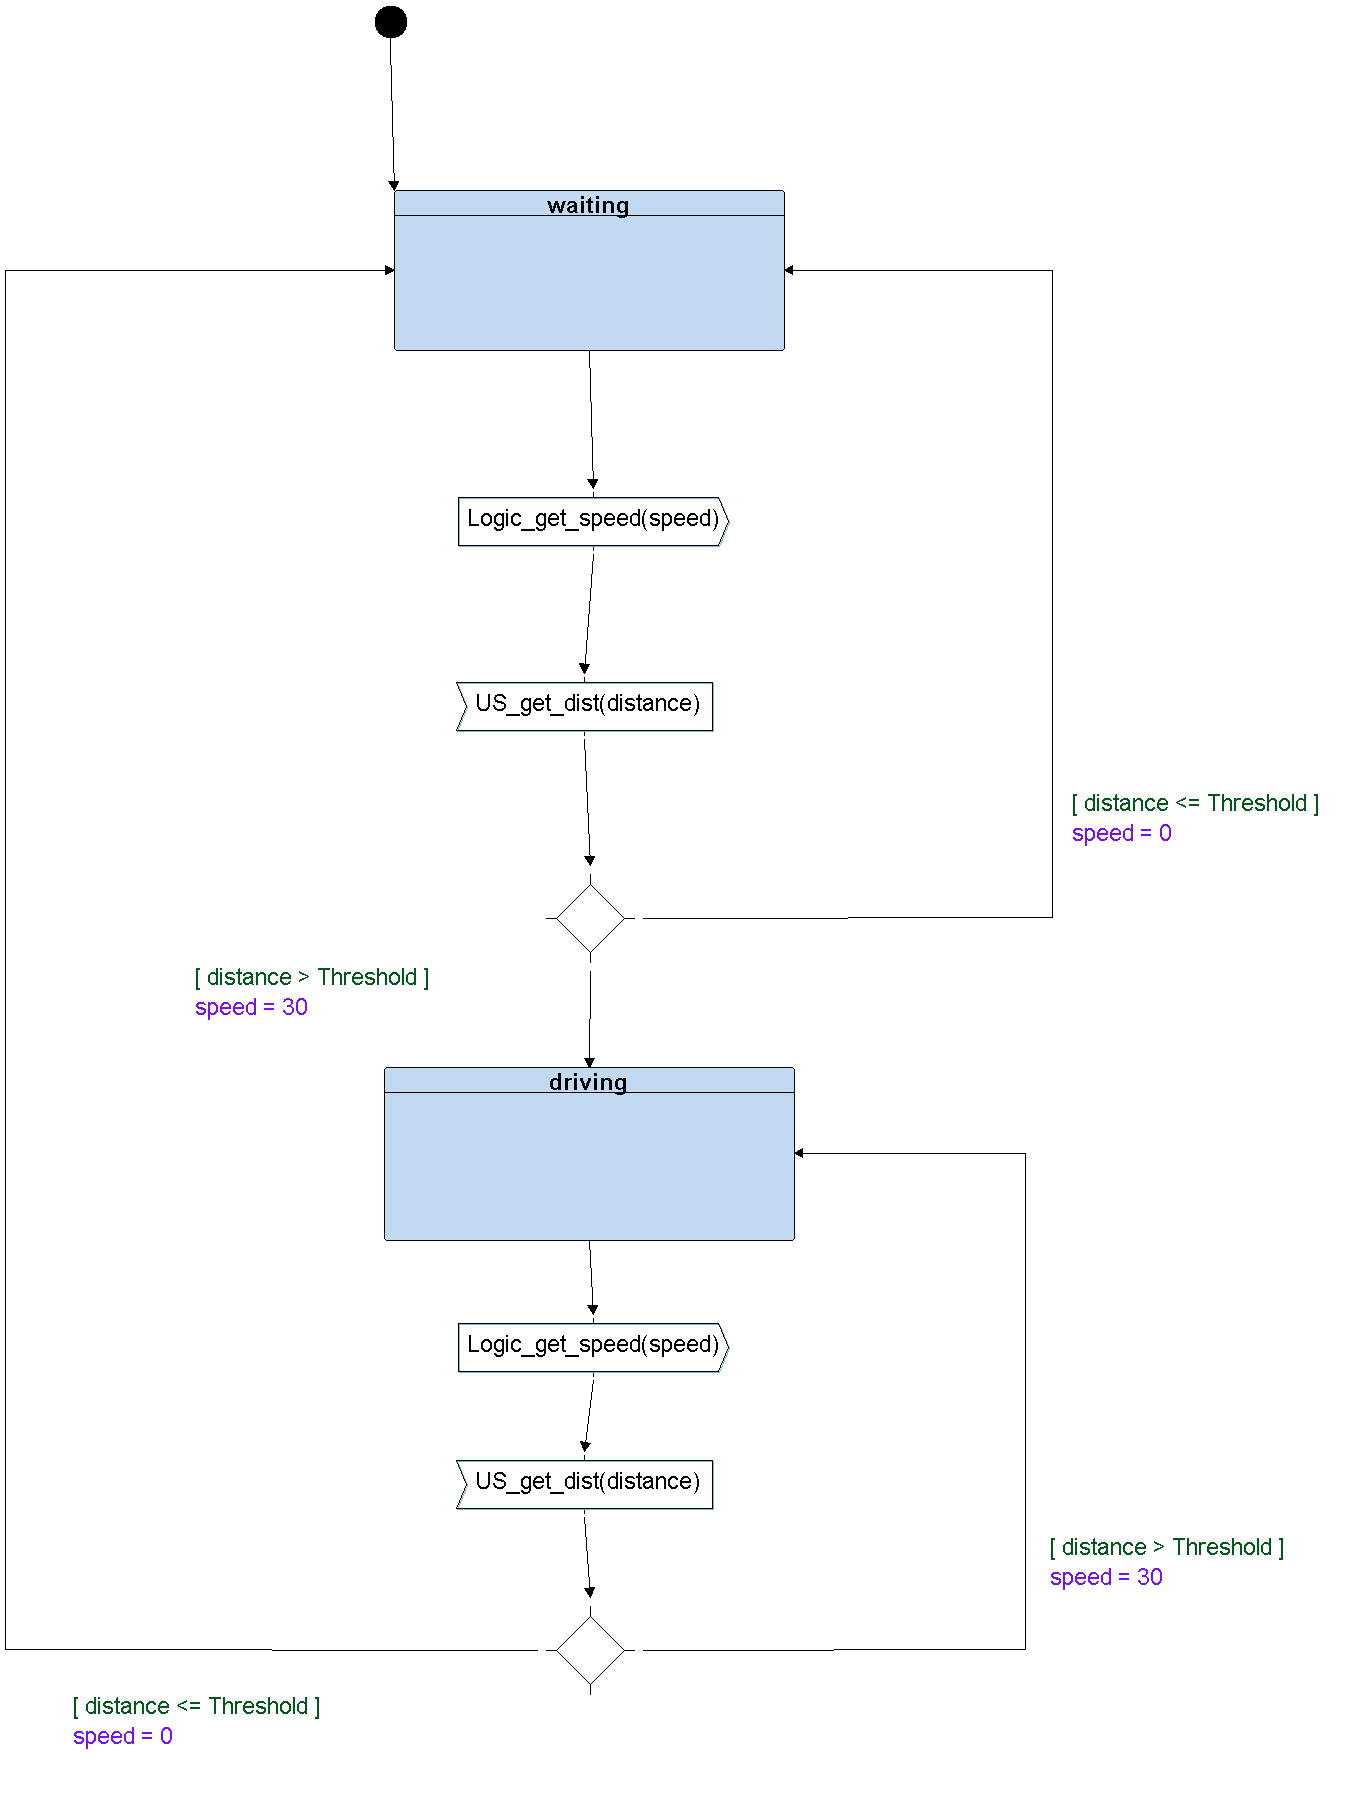 waiting
Logic_get_speed(speed)
US_get_dist(distance)
[ distance <= Threshold ]
speed = 0
[ distance > Threshold ]
speed = 30
driving
Logic_get_speed(speed)
US_get_dist(distance)
[ distance > Threshold ]
speed = 30
[ distance <= Threshold ]
speed = 0